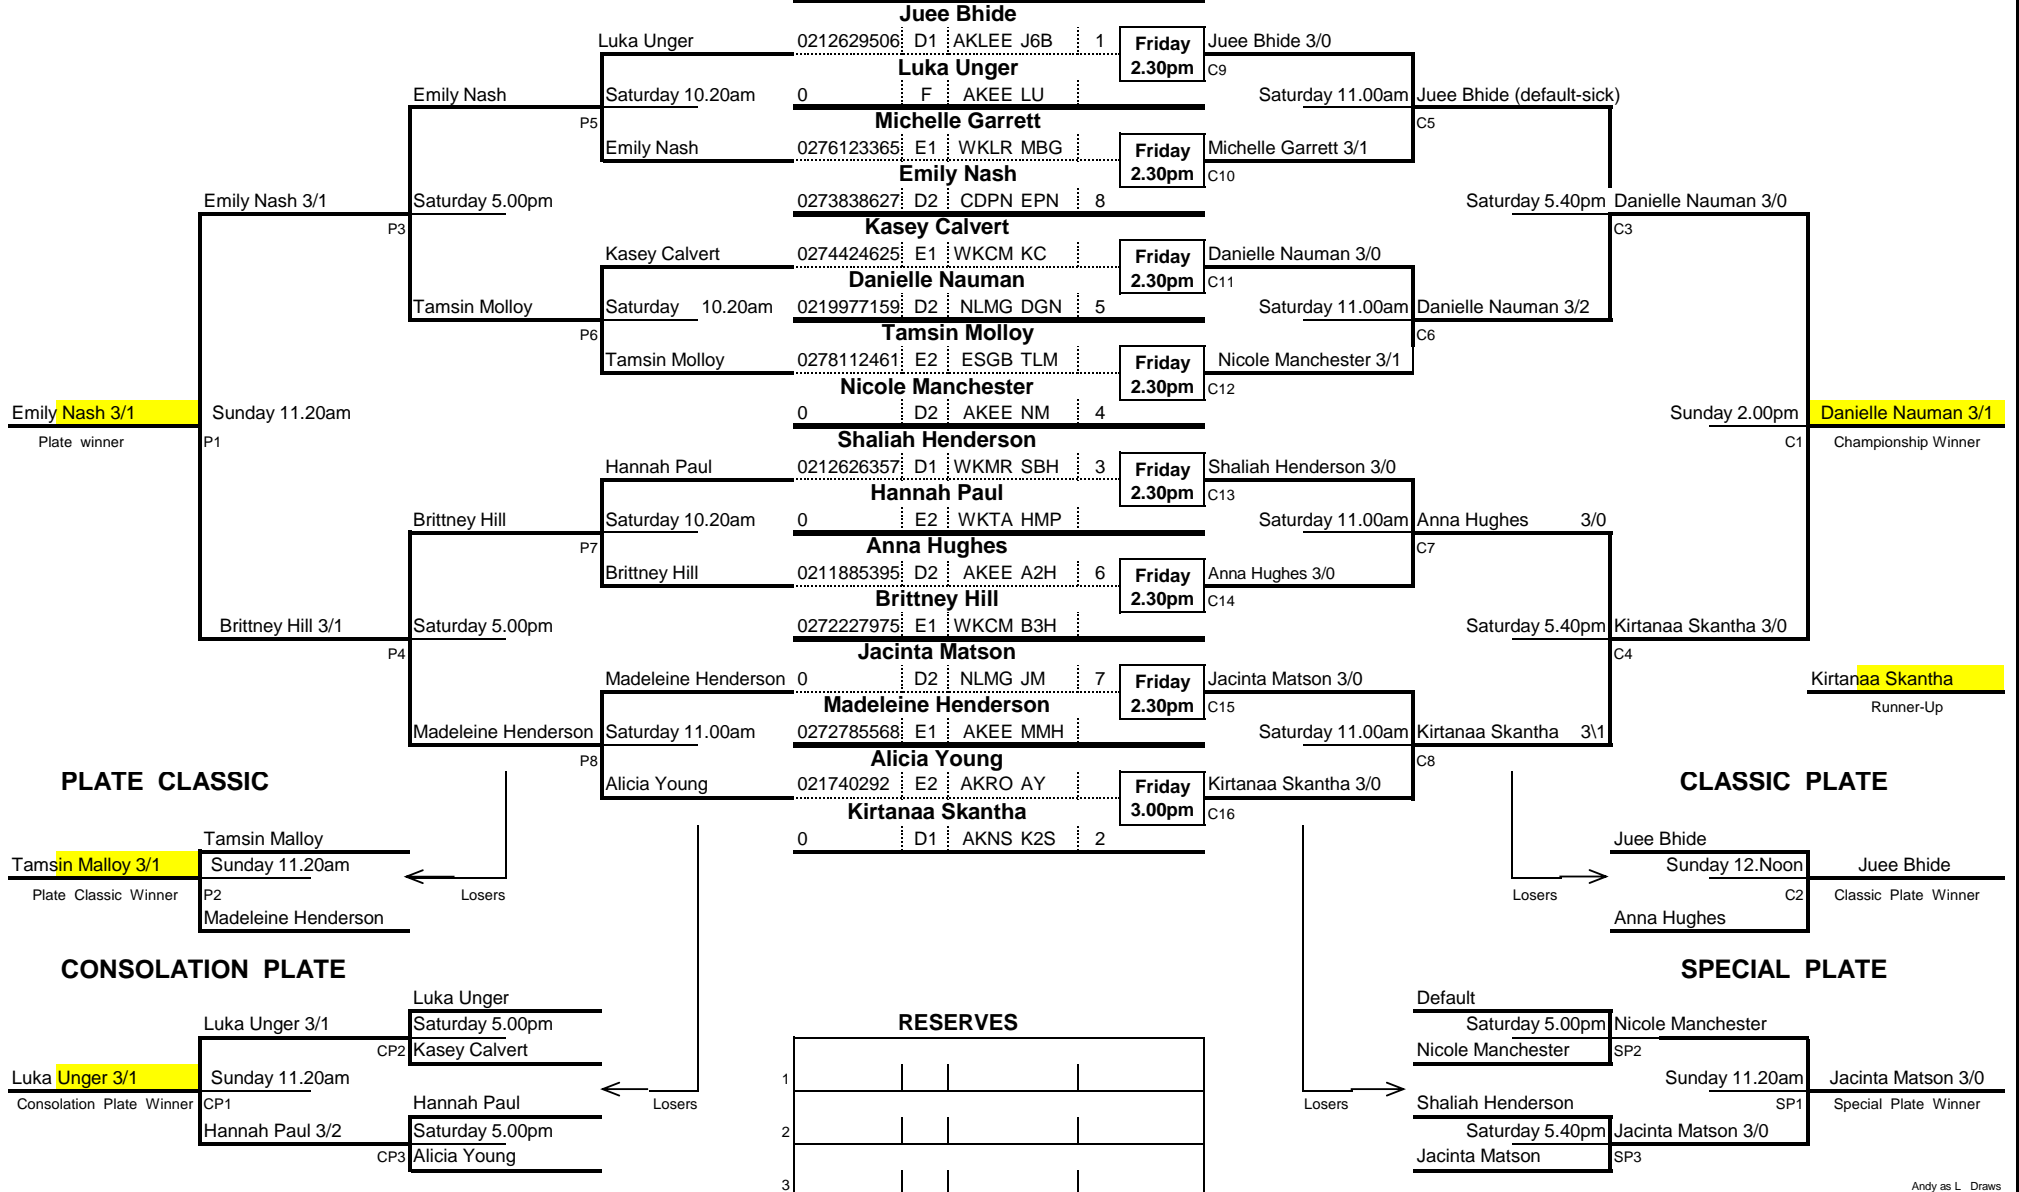 Juee Bhide
Luka Unger 0212629506 D1 AKLEE J6B 1 Friday Juee Bhide 3/0
Luka Unger 2.30pm C9
Emily Nash Saturday 10.20am 0 F AKEE LU Saturday 11.00am Juee Bhide (default-sick)
P5 Michelle Garrett C5
Emily Nash 0276123365 E1 WKLR MBG Friday Michelle Garrett 3/1
Emily Nash 2.30pm C10
Emily Nash 3/1 Saturday 5.00pm 0273838627 D2 CDPN EPN 8 Saturday 5.40pm Danielle Nauman 3/0
P3 Kasey Calvert C3
Kasey Calvert 0274424625 E1 WKCM KC Friday Danielle Nauman 3/0
Danielle Nauman 2.30pm C11
Tamsin Molloy Saturday 10.20am 0219977159 D2 NLMG DGN 5 Saturday 11.00am Danielle Nauman 3/2
P6 Tamsin Molloy C6
Tamsin Molloy 0278112461 E2 ESGB TLM Friday Nicole Manchester 3/1
Nicole Manchester 2.30pm C12
Emily Nash 3/1 Sunday 11.20am 0 D2 AKEE NM 4 Sunday 2.00pm Danielle Nauman 3/1
Plate winner P1 Shaliah Henderson C1 Championship Winner
Hannah Paul 0212626357 D1 WKMR SBH 3 Friday Shaliah Henderson 3/0
Hannah Paul 2.30pm C13
Brittney Hill Saturday 10.20am 0 E2 WKTA HMP Saturday 11.00am Anna Hughes 3/0
P7 Anna Hughes C7
Brittney Hill 0211885395 D2 AKEE A2H 6 Friday Anna Hughes 3/0
Brittney Hill 2.30pm C14
Brittney Hill 3/1 Saturday 5.00pm 0272227975 E1 WKCM B3H Saturday 5.40pm Kirtanaa Skantha 3/0
P4 Jacinta Matson C4
Madeleine Henderson 0 D2 NLMG JM 7 Friday Jacinta Matson 3/0 Kirtanaa Skantha
Madeleine Henderson 2.30pm C15 Runner-Up
Madeleine Henderson Saturday 11.00am 0272785568 E1 AKEE MMH Saturday 11.00am Kirtanaa Skantha 3\1
P8 Alicia Young C8
PLATE CLASSIC Alicia Young 021740292 E2 AKRO AY Friday Kirtanaa Skantha 3/0 CLASSIC PLATE
Kirtanaa Skantha 3.00pm C16
Tamsin Malloy 0 D1 AKNS K2S 2 Juee Bhide
Tamsin Malloy 3/1 Sunday 11.20am Sunday 12.Noon Juee Bhide
Plate Classic Winner P2 Losers Losers C2 Classic Plate Winner
Madeleine Henderson Anna Hughes
CONSOLATION PLATE SPECIAL PLATE
Luka Unger Default
Luka Unger 3/1 Saturday 5.00pm RESERVES Saturday 5.00pm Nicole Manchester
CP2 Kasey Calvert Nicole Manchester SP2
Luka Unger 3/1 Sunday 11.20am 1 Sunday 11.20am Jacinta Matson 3/0
Consolation Plate Winner CP1 Hannah Paul Losers Losers Shaliah Henderson SP1 Special Plate Winner
Hannah Paul 3/2 Saturday 5.00pm 2 Saturday 5.40pm Jacinta Matson 3/0
CP3 Alicia Young Jacinta Matson SP3
3 Andy as L Draws